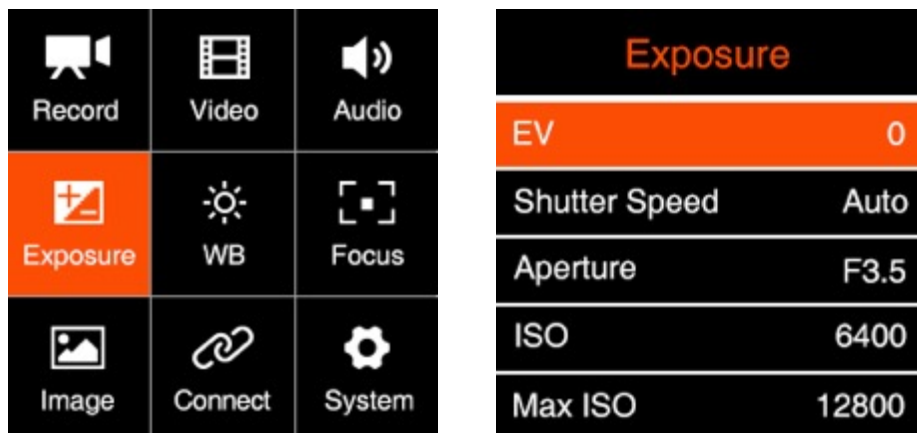 Record Video Audio
Exposure WB Focus
Image Connect System
Exposure
EV 0
Shutter Speed Auto
Aperture F3.5
ISO 6400
Max ISO 12800